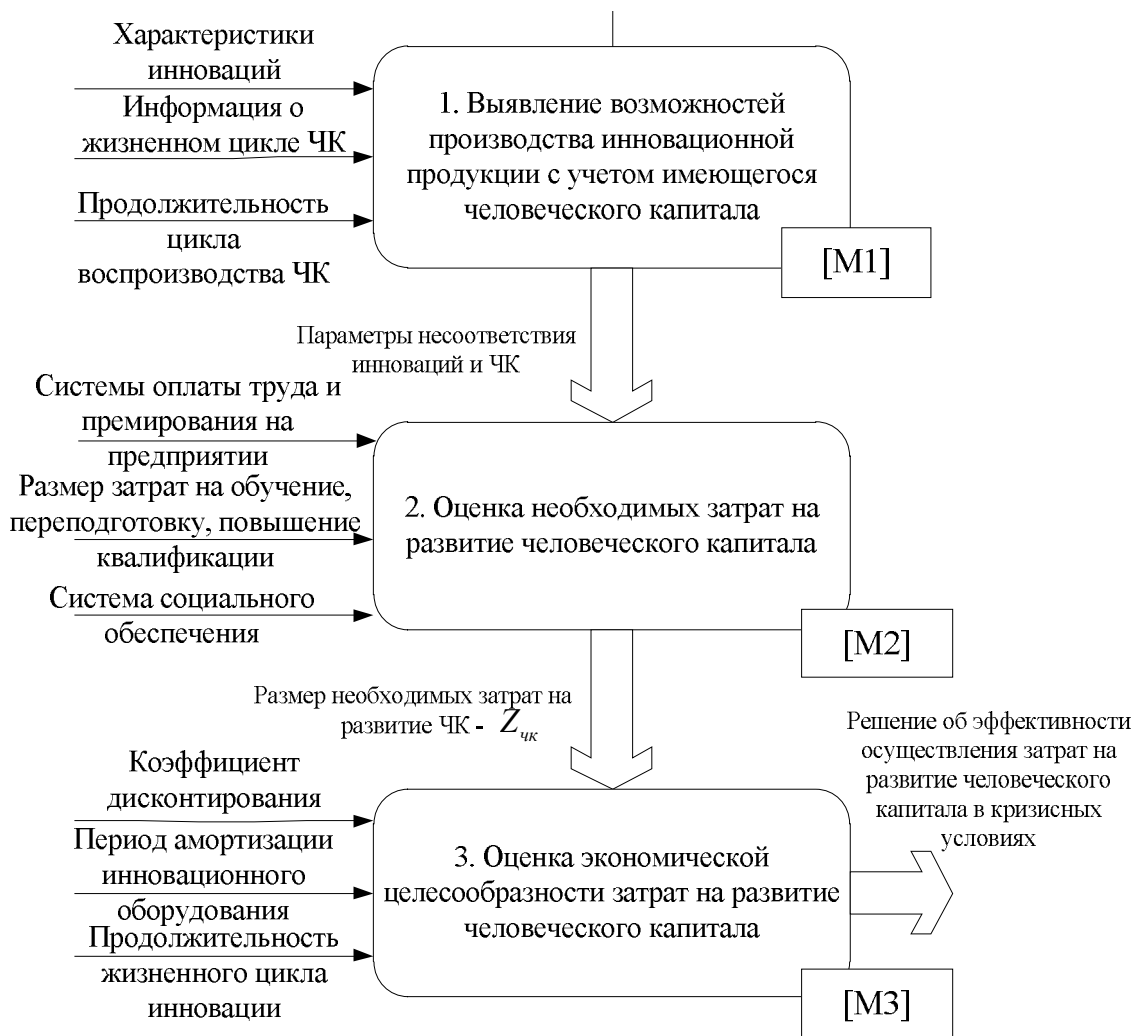 Характеристики
инноваций
Информация о
жизненном цикле ЧК
Продолжительность
цикла
воспроизводства ЧК
1. Выявление возможностей
производства инновационной
продукции с учетом имеющегося
человеческого капитала
[М1]
Параметры несоответствия
инноваций и ЧК
Системы оплаты труда и
премирования на
предприятии
Размер затрат на обучение,
переподготовку, повышение
квалификации
Система социального
обеспечения
2. Оценка необходимых затрат на
развитие человеческого капитала
[М2]
Размер необходимых затрат на
развитие ЧК - Zчк
Коэффициент
дисконтирования
Период амортизации
инновационного
оборудования
Продолжительность
жизненного цикла
инновации
3. Оценка экономической
целесообразности затрат на развитие
человеческого капитала
[М3]
Решение об эффективности
осуществления затрат на
развитие человеческого
капитала в кризисных
условиях